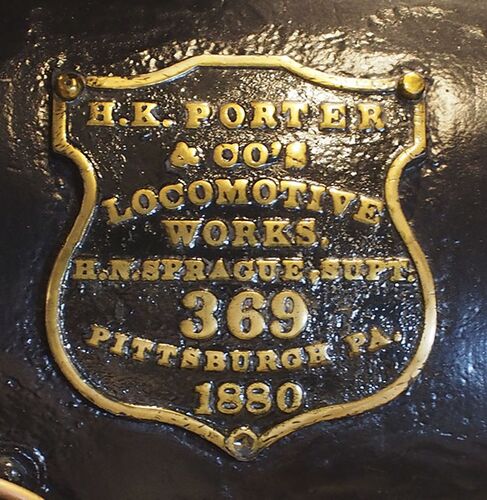 H.K. PORTER
& CO'S
LOCOMOTIVE
WORKS,
H.N. SPRAGUE, SUPT.
369
PITTSBURGH PA.
1880